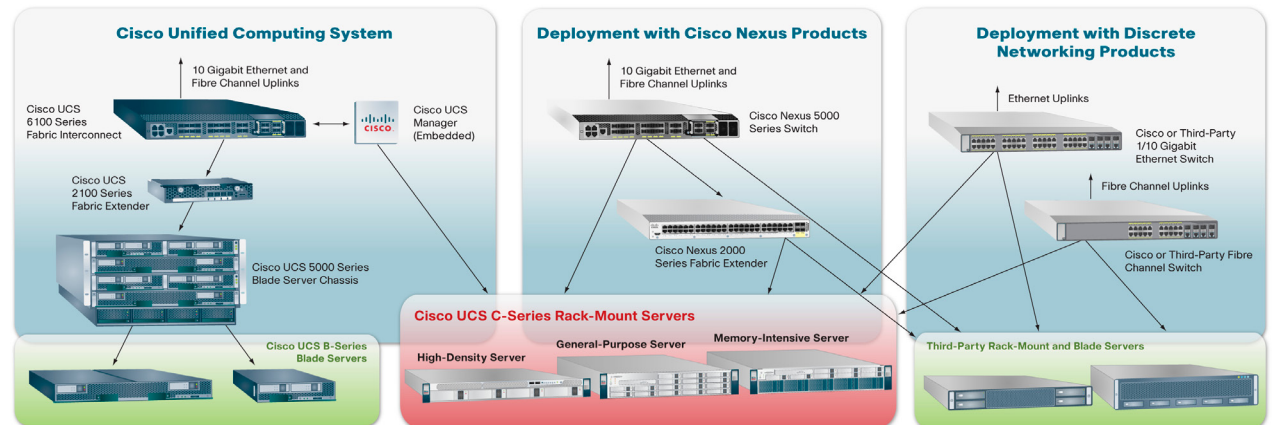 Cisco Unified Computing System
10 Gigabit Ethernet and
Fibre Channel Uplinks
Cisco UCS
6100 Series
Fabric Interconnect
CISCO
Cisco UCS
Manager
(Embedded)
Cisco UCS
2100 Series
Fabric Extender
Cisco UCS 5000 Series
Blade Server Chassis
Cisco UCS B-Series
Blade Servers
Deployment with Cisco Nexus Products
10 Gigabit Ethernet and
Fibre Channel Uplinks
Cisco Nexus 5000
Series Switch
Cisco Nexus 2000
Series Fabric Extender
Cisco UCS C-Series Rack-Mount Servers
High-Density Server
General-Purpose Server
Memory-Intensive Server
Deployment with Discrete
Networking Products
Ethernet Uplinks
Cisco or Third-Party
1/10 Gigabit
Ethernet Switch
Fibre Channel Uplinks
Cisco or Third-Party Fibre
Channel Switch
Third-Party Rack-Mount and Blade Servers